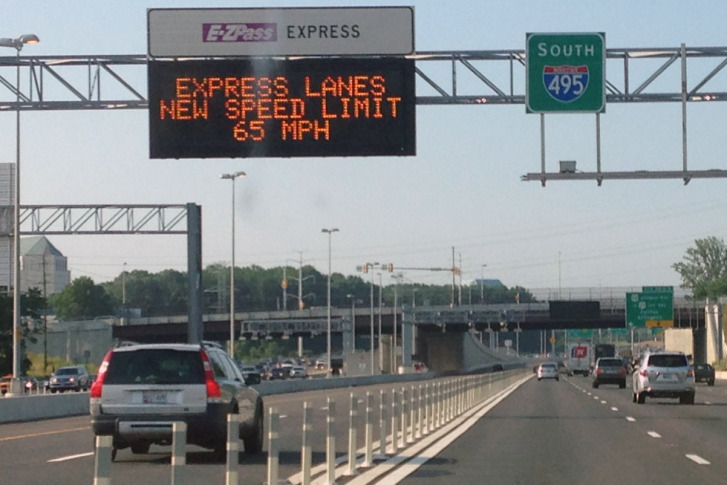 E-ZPass EXPRESS
EXPRESS LANES
NEW SPEED LIMIT
65 MPH
SOUTH
495